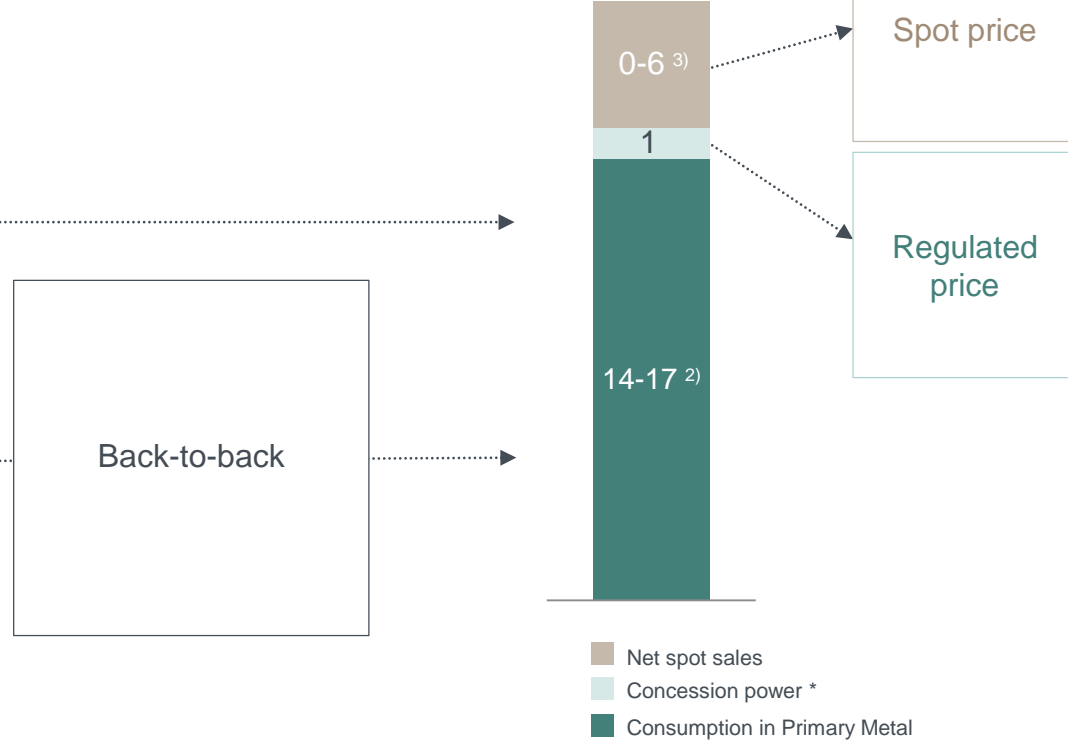 0-6 3)
Spot price
1
Regulated
price
14-17 2)
Back-to-back
Net spot sales
Concession power *
Consumption in Primary Metal